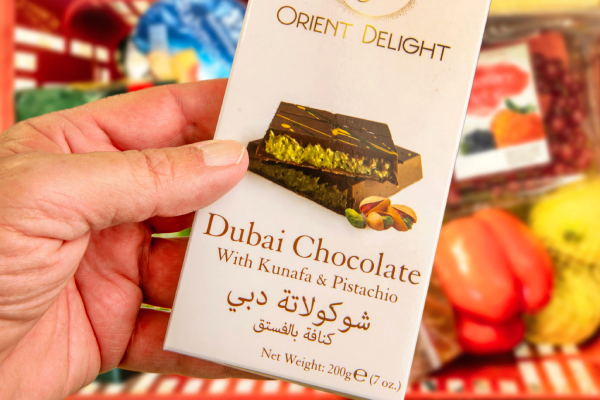 ORIENT DELIGHT
Dubai Chocolate
With Kunafa & Pistachio
شوكولاتة دبي
كنافة بالفستق
Net Weight: 200g℮ (7 oz.)